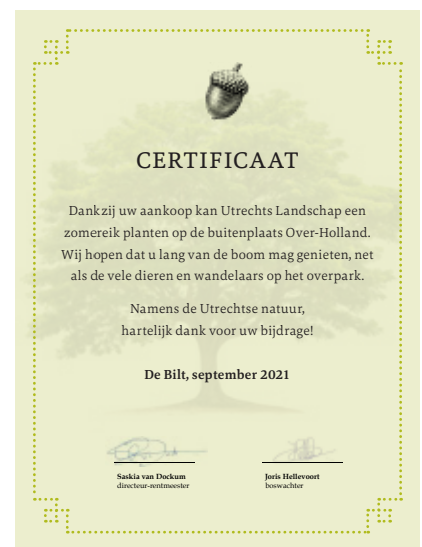 CERTIFICAAT
Dankzij uw aankoop kan Utrechts Landschap een
zomereik planten op de buitenplaats Over-Holland.
Wij hopen dat u lang van de boom mag genieten, net
als de vele dieren en wandelaars op het overpark.
Namens de Utrechtse natuur,
hartelijk dank voor uw bijdrage!
De Bilt, september 2021
Saskia van Dockum
directeur-rentmeester
Joris Hellevoort
boswachter